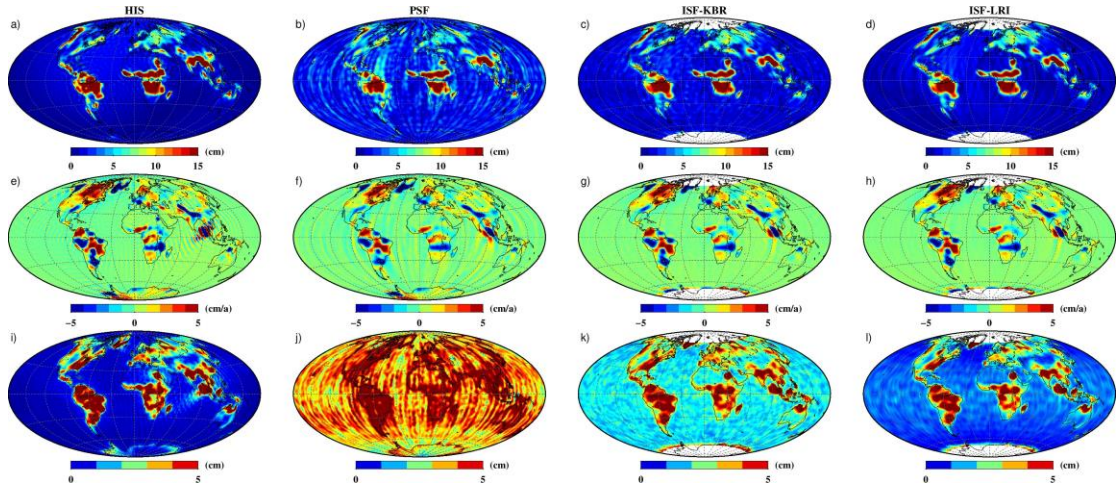 HIS PSF ISF-KBR ISF-LRI
a) b) c) d)
0 5 10 15 (cm) 0 5 10 15 (cm) 0 5 10 15 (cm) 0 5 10 15 (cm)
e) f) g) h)
−5 0 5 (cm/a) −5 0 5 (cm/a) −5 0 5 (cm/a) −5 0 5 (cm/a)
i) j) k) l)
0 5 (cm) 0 5 (cm) 0 5 (cm) 0 5 (cm)